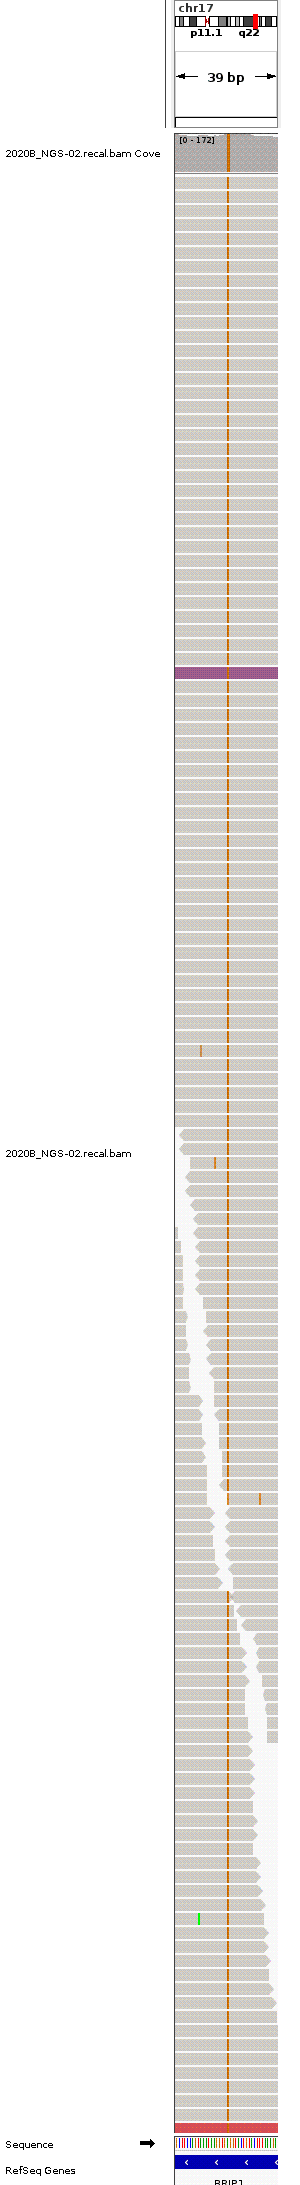 chr17
p11.1 q22
39 bp
[0 - 172]
2020B_NGS-02.recal.bam Cove
2020B_NGS-02.recal.bam
Sequence
RefSeq Genes
BRIP1